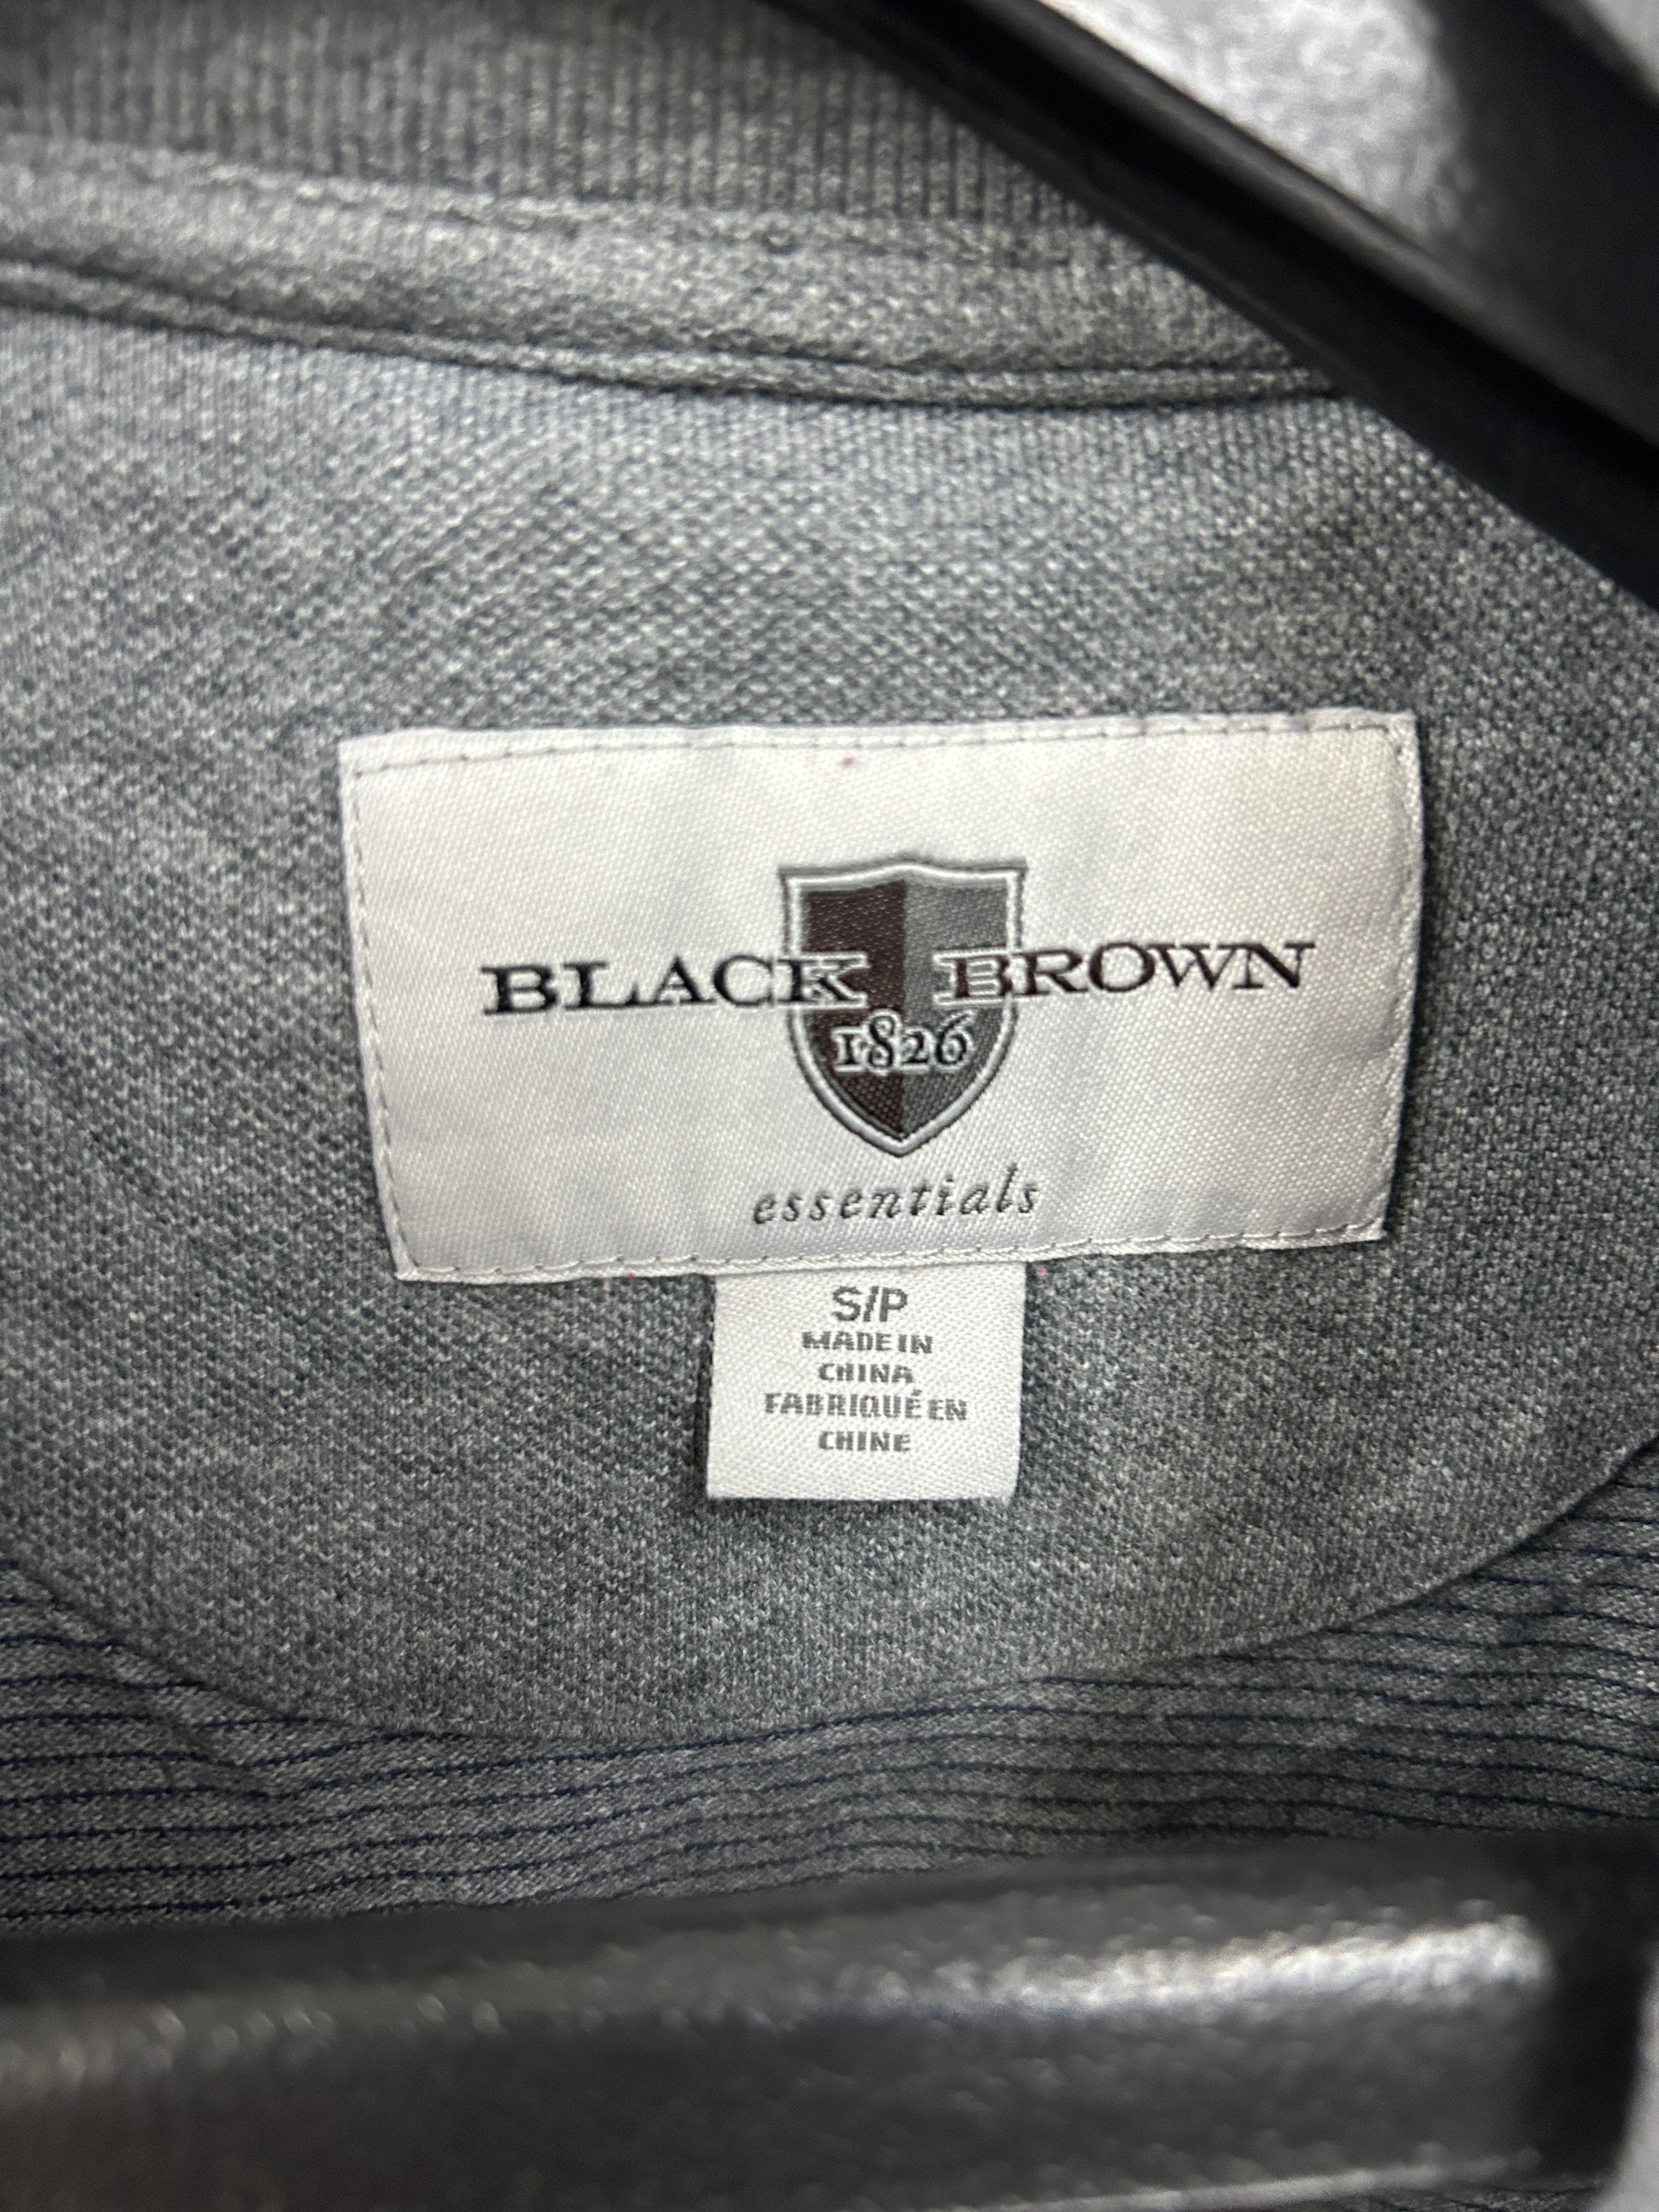 BLACK BROWN
1826
essentials
S/P
MADE IN
CHINA
FABRIQUÉ EN
CHINE